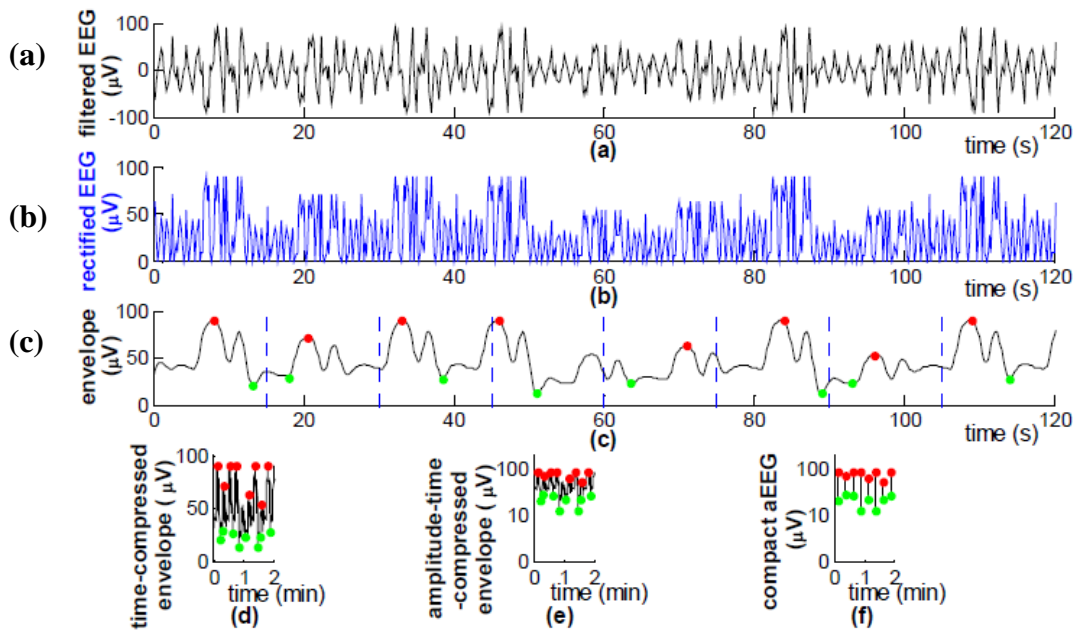 (a)
filtered EEG
(μV)
100
0
-100
0
20
40
60
80
100
120
time (s)
(a)
(b)
rectified EEG
(μV)
100
50
0
0
20
40
60
80
100
120
time (s)
(b)
(c)
envelope
(μV)
100
50
0
0
20
40
60
80
100
120
time (s)
(c)
time-compressed
envelope ( μV)
100
50
0
0
1
2
time (min)
(d)
amplitude-time
-compressed
envelope ( μV)
100
10
0
0
1
2
time (min)
(e)
compact aEEG
(μV)
100
10
0
0
1
2
time (min)
(f)